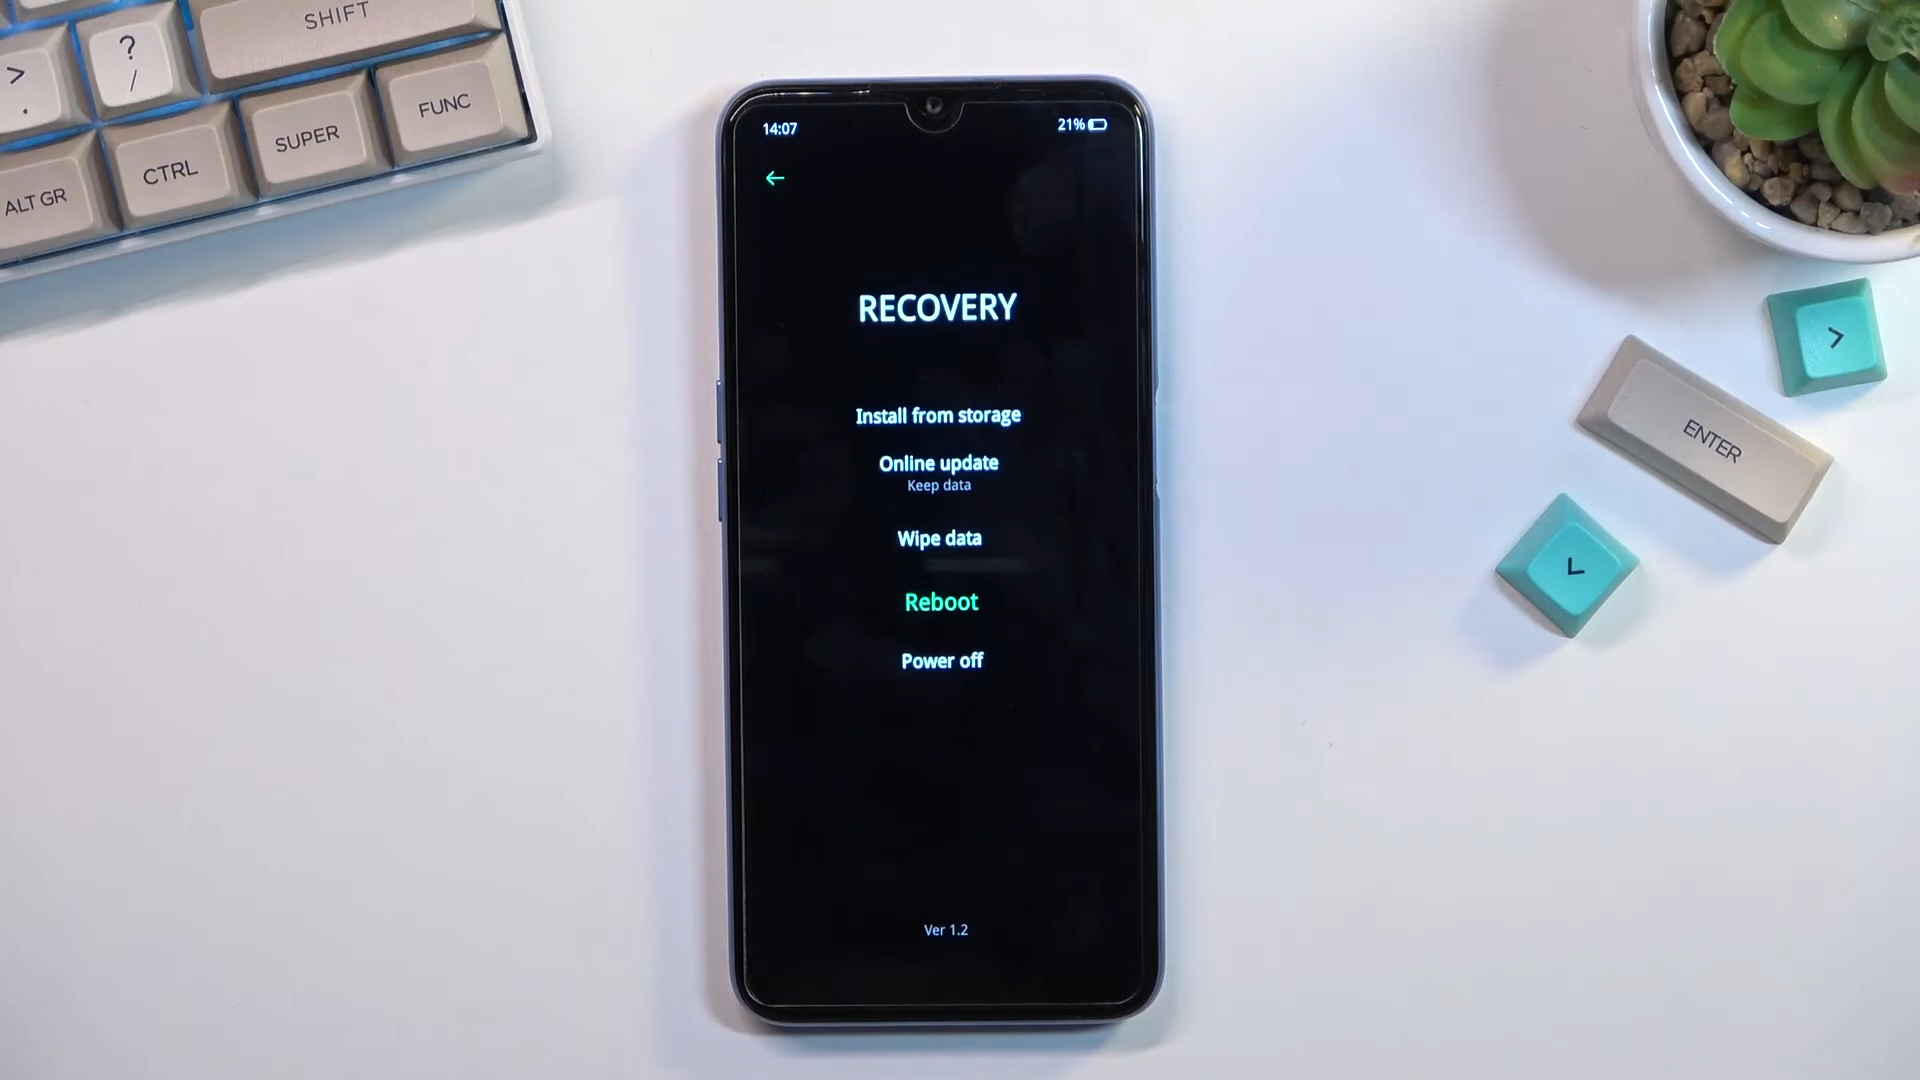 SHIFT
?
/
>
.
FUNC
SUPER
CTRL
ALT GR
14:07
21%
←
RECOVERY
Install from storage
Online update
Keep data
Wipe data
Reboot
Power off
Ver 1.2
>
ENTER
>